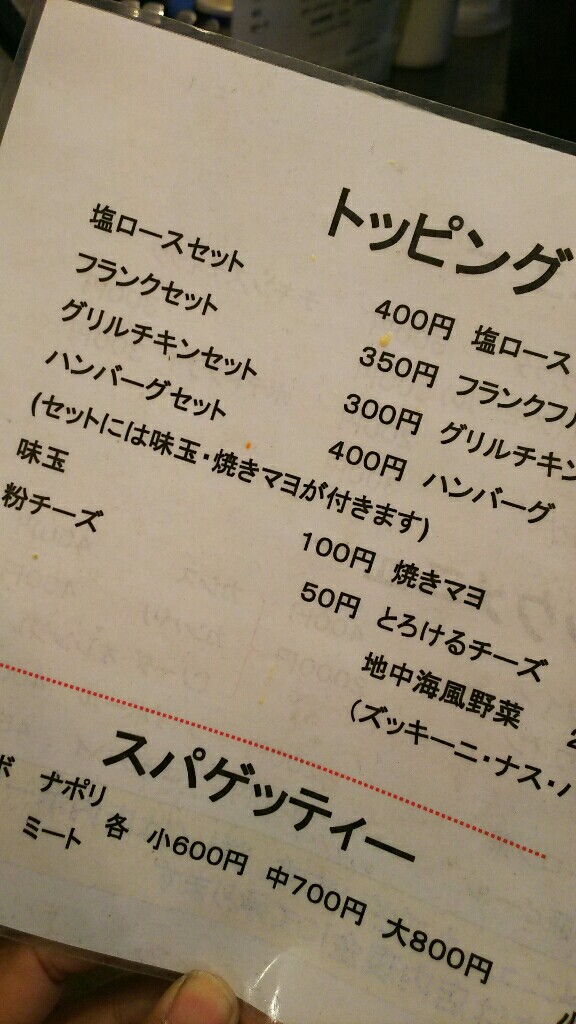 トッピング
塩ロースセット 400円 塩ロース
フランクセット 350円 フランクフル
グリルチキンセット 300円 グリルチキン
ハンバーグセット 400円 ハンバーグ
(セットには味玉・焼きマヨが付きます)
味玉 100円 焼きマヨ
粉チーズ 50円 とろけるチーズ
地中海風野菜 2
(ズッキーニ・ナス・
スパゲッティー
ボ ナポリ
ミート
各 小600円 中700円 大800円